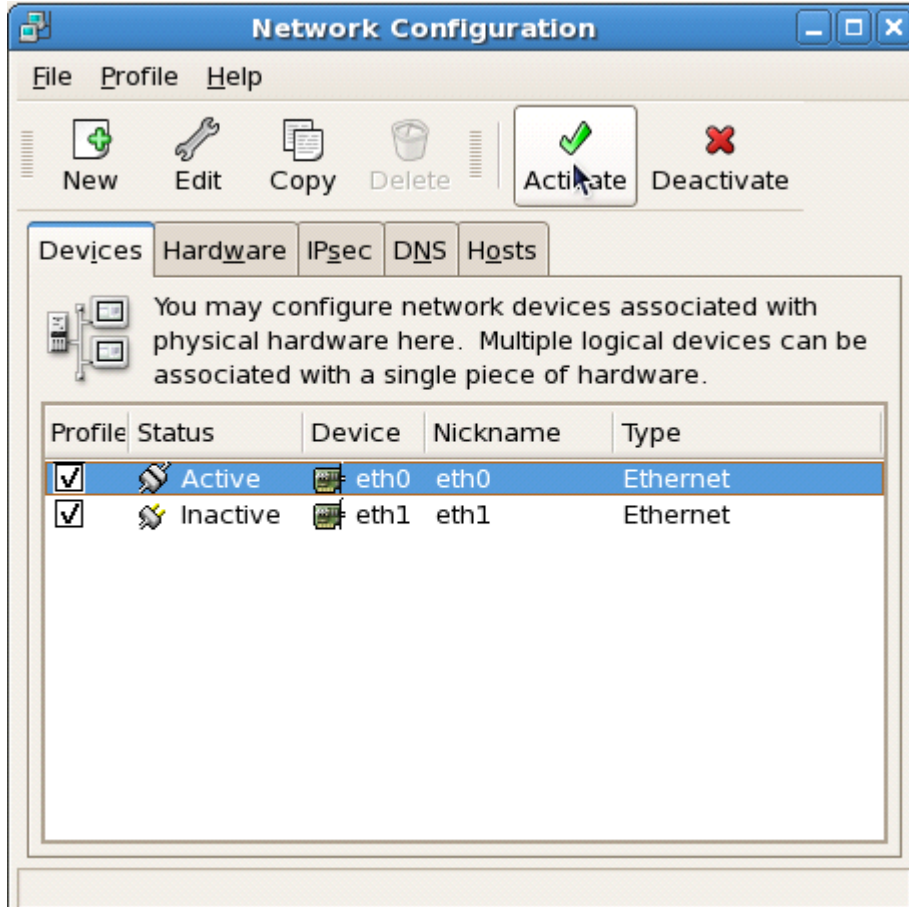 Network Configuration
File Profile Help
New Edit Copy Delete Activate Deactivate
Devices Hardware IPsec DNS Hosts
You may configure network devices associated with
physical hardware here. Multiple logical devices can be
associated with a single piece of hardware.
Profile Status Device Nickname Type
Active eth0 eth0 Ethernet
Inactive eth1 eth1 Ethernet